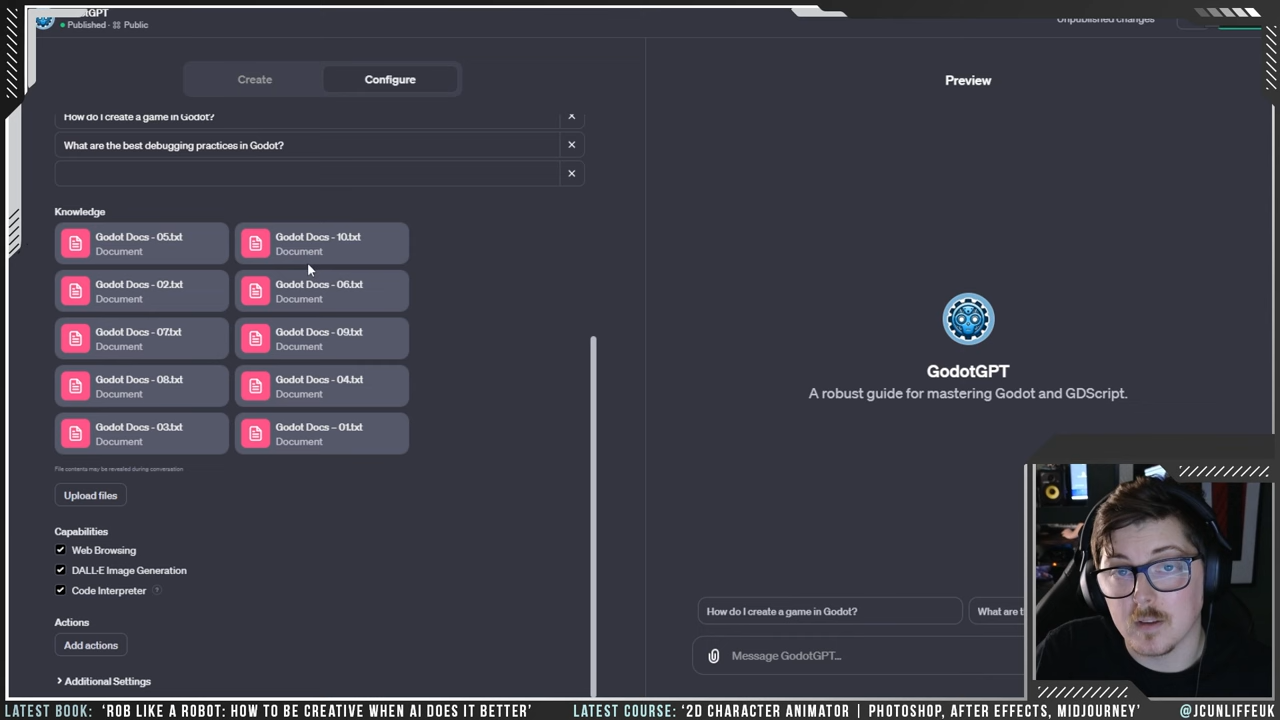 Published · Public
Unpublished changes
Create
Configure
Preview
How do I create a game in Godot?
What are the best debugging practices in Godot?
Knowledge
Godot Docs - 05.txt
Document
Godot Docs - 10.txt
Document
Godot Docs - 02.txt
Document
Godot Docs - 06.txt
Document
Godot Docs - 07.txt
Document
Godot Docs - 09.txt
Document
Godot Docs - 08.txt
Document
Godot Docs - 04.txt
Document
Godot Docs - 03.txt
Document
Godot Docs – 01.txt
Document
File contents may be revealed during conversation
Upload files
Capabilities
Web Browsing
DALL·E Image Generation
Code Interpreter ?
Actions
Add actions
Additional Settings
GodotGPT
A robust guide for mastering Godot and GDScript.
How do I create a game in Godot?
What are t
Message GodotGPT...
LATEST BOOK: ‘ROB LIKE A ROBOT: HOW TO BE CREATIVE WHEN AI DOES IT BETTER’
LATEST COURSE: ‘2D CHARACTER ANIMATOR | PHOTOSHOP, AFTER EFFECTS, MIDJOURNEY’
@JCUNLIFFEUK